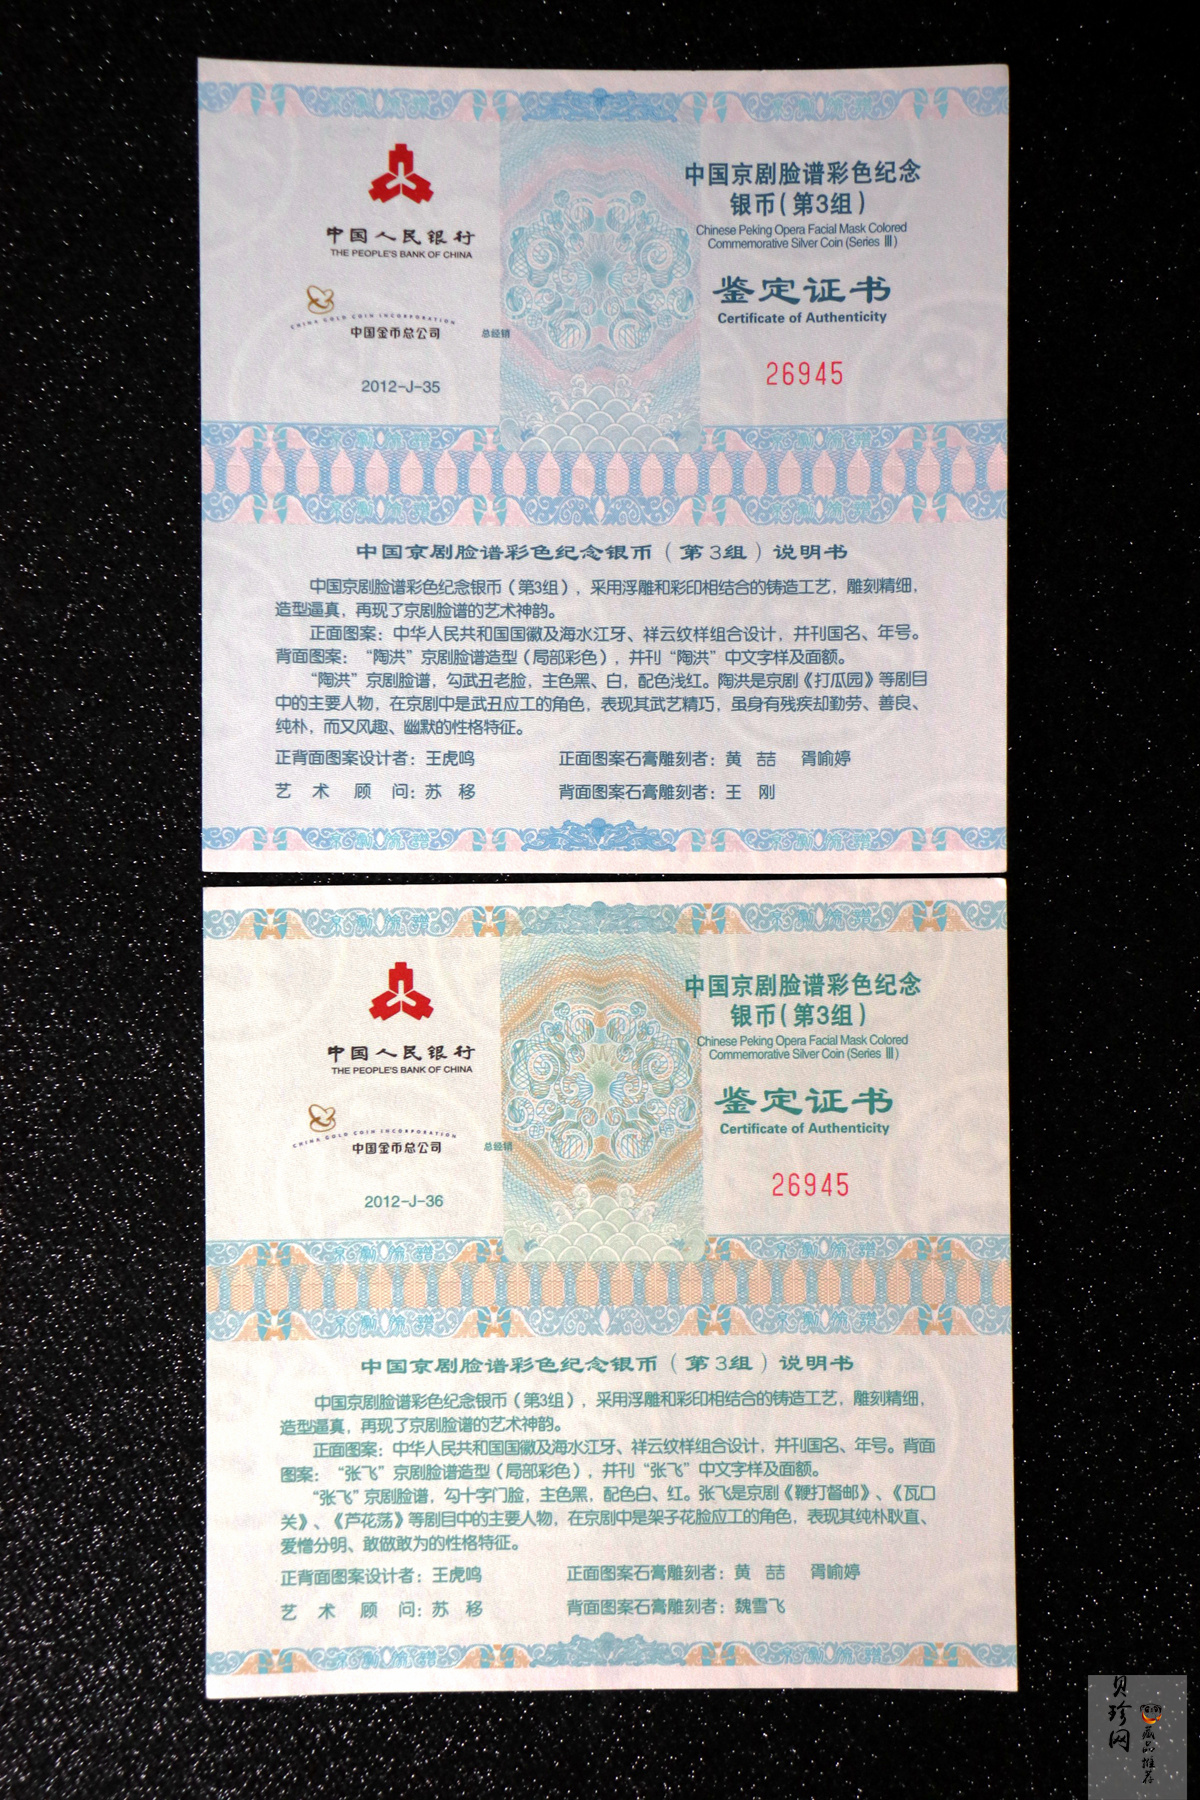 中国人民银行
THE PEOPLE'S BANK OF CHINA
CHINA GOLD COIN INCORPORATION
中国金币总公司 总经销
2012-J-35
中国京剧脸谱彩色纪念
银币(第3组)
Chinese Peking Opera Facial Mask Colored
Commemorative Silver Coin (Series Ⅲ)
鉴定证书
Certificate of Authenticity
26945
中国京剧脸谱彩色纪念银币(第3组)说明书
中国京剧脸谱彩色纪念银币(第3组),采用浮雕和彩印相结合的铸造工艺,雕刻精细,
造型逼真,再现了京剧脸谱的艺术神韵。
正面图案:中华人民共和国国徽及海水江牙、祥云纹样组合设计,并刊国名、年号。
背面图案:“陶洪”京剧脸谱造型(局部彩色),并刊“陶洪”中文字样及面额。
“陶洪”京剧脸谱,勾武丑老脸,主色黑、白,配色浅红。陶洪是京剧《打瓜园》等剧目
中的主要人物,在京剧中是武丑应工的角色,表现其武艺精巧,虽身有残疾却勤劳、善良、
纯朴,而又风趣、幽默的性格特征。
正背面图案设计者:王虎鸣 正面图案石膏雕刻者:黄 喆 胥喻婷
艺 术 顾 问:苏 移 背面图案石膏雕刻者:王 刚
中国人民银行
THE PEOPLE'S BANK OF CHINA
CHINA GOLD COIN INCORPORATION
中国金币总公司 总经销
2012-J-36
中国京剧脸谱彩色纪念
银币(第3组)
Chinese Peking Opera Facial Mask Colored
Commemorative Silver Coin (Series Ⅲ)
鉴定证书
Certificate of Authenticity
26945
中国京剧脸谱彩色纪念银币(第3组)说明书
中国京剧脸谱彩色纪念银币(第3组),采用浮雕和彩印相结合的铸造工艺,雕刻精细,
造型逼真,再现了京剧脸谱的艺术神韵。
正面图案:中华人民共和国国徽及海水江牙、祥云纹样组合设计,并刊国名、年号。背面
图案:“张飞”京剧脸谱造型(局部彩色),并刊“张飞”中文字样及面额。
“张飞”京剧脸谱,勾十字门脸,主色黑,配色白、红。张飞是京剧《鞭打督邮》、《瓦口
关》、《芦花荡》等剧目中的主要人物,在京剧中是架子花脸应工的角色,表现其纯朴耿直、
爱憎分明、敢做敢为的性格特征。
正背面图案设计者:王虎鸣 正面图案石膏雕刻者:黄 喆 胥喻婷
艺 术 顾 问:苏 移 背面图案石膏雕刻者:魏雪飞
贝珍网
藏品推荐